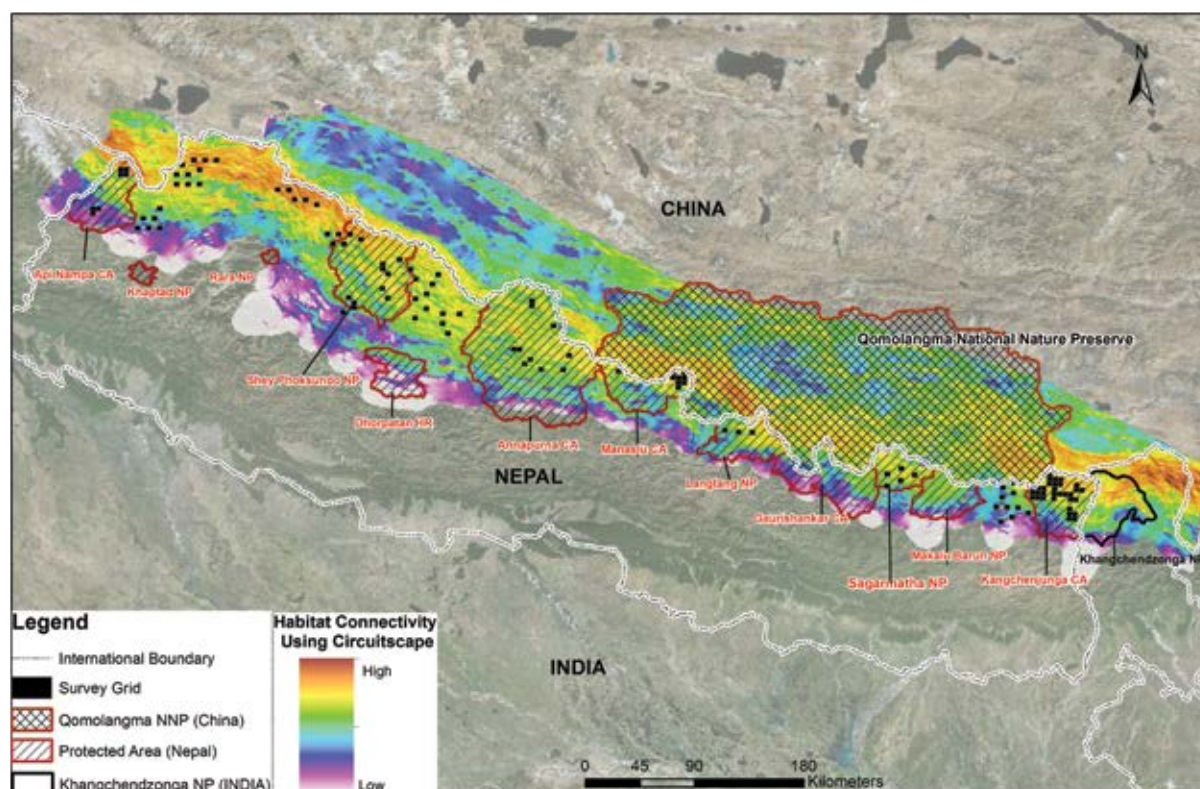 N
CHINA
Qomolangma National Nature Preserve
Api Nampa CA
Khaptad NP
Rara NP
Shey Phoksundo NP
Dhorpatan HR
Annapurna CA
Manaslu CA
NEPAL
Langtang NP
Gaurishankar CA
Makalu Barun NP
Sagarmatha NP
Kangchenjunga CA
Khangchendzonga NP
INDIA
Legend
International Boundary
Survey Grid
Qomolangma NNP (China)
Protected Area (Nepal)
Khangchendzonga NP (INDIA)
Habitat Connectivity
Using Circuitscape
High
Low
0 45 90 180
Kilometers